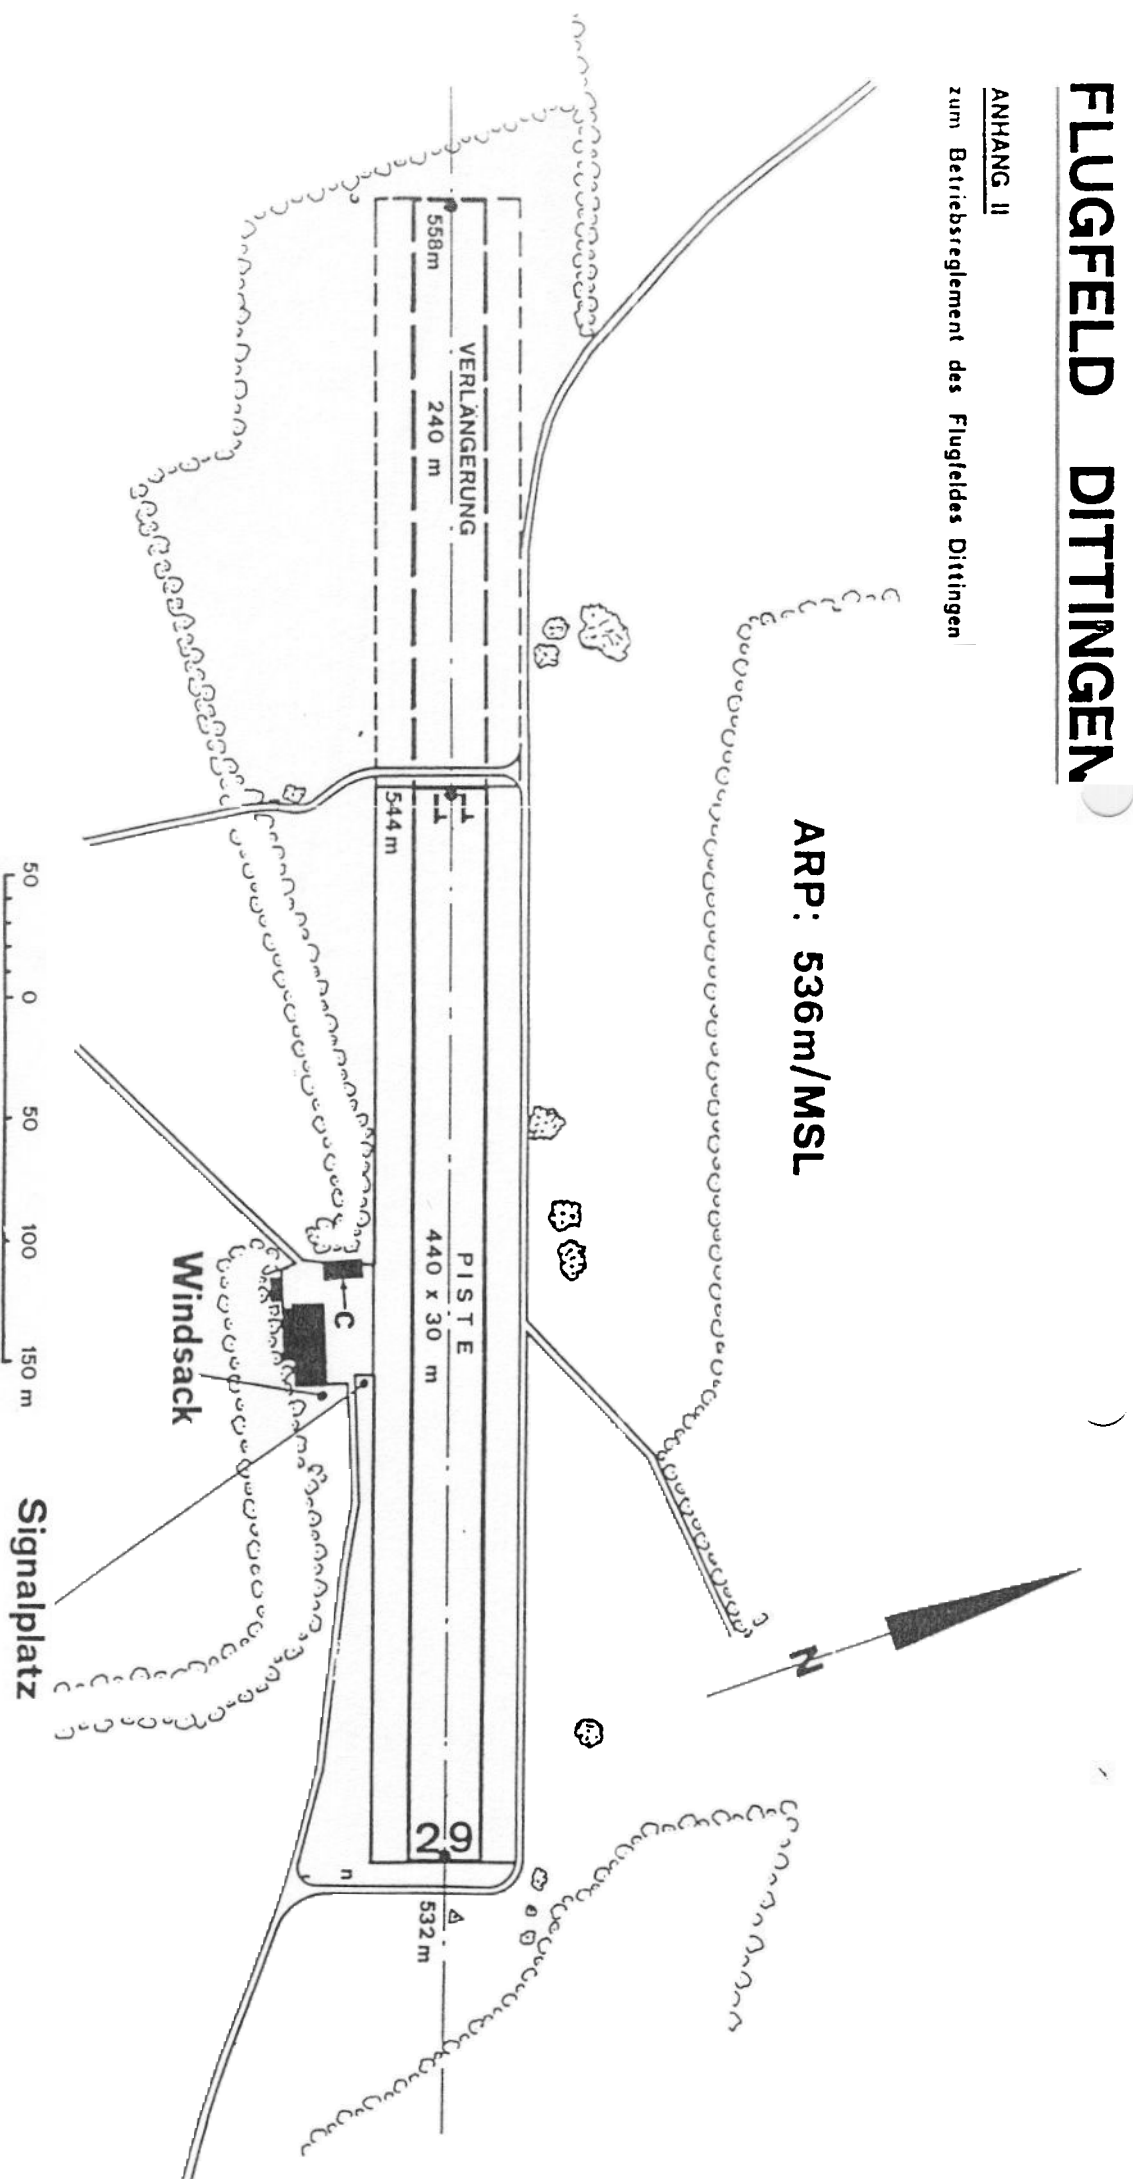 FLUGFELD DITTINGEN
ANHANG II
zum Betriebsreglement des Flugfeldes Dittingen
ARP: 536m/MSL
558m
VERLÄNGERUNG
240 m
544 m
PISTE
440 x 30 m
C
Windsack
Signalplatz
N
29
532 m
50 0 50 100 150 m